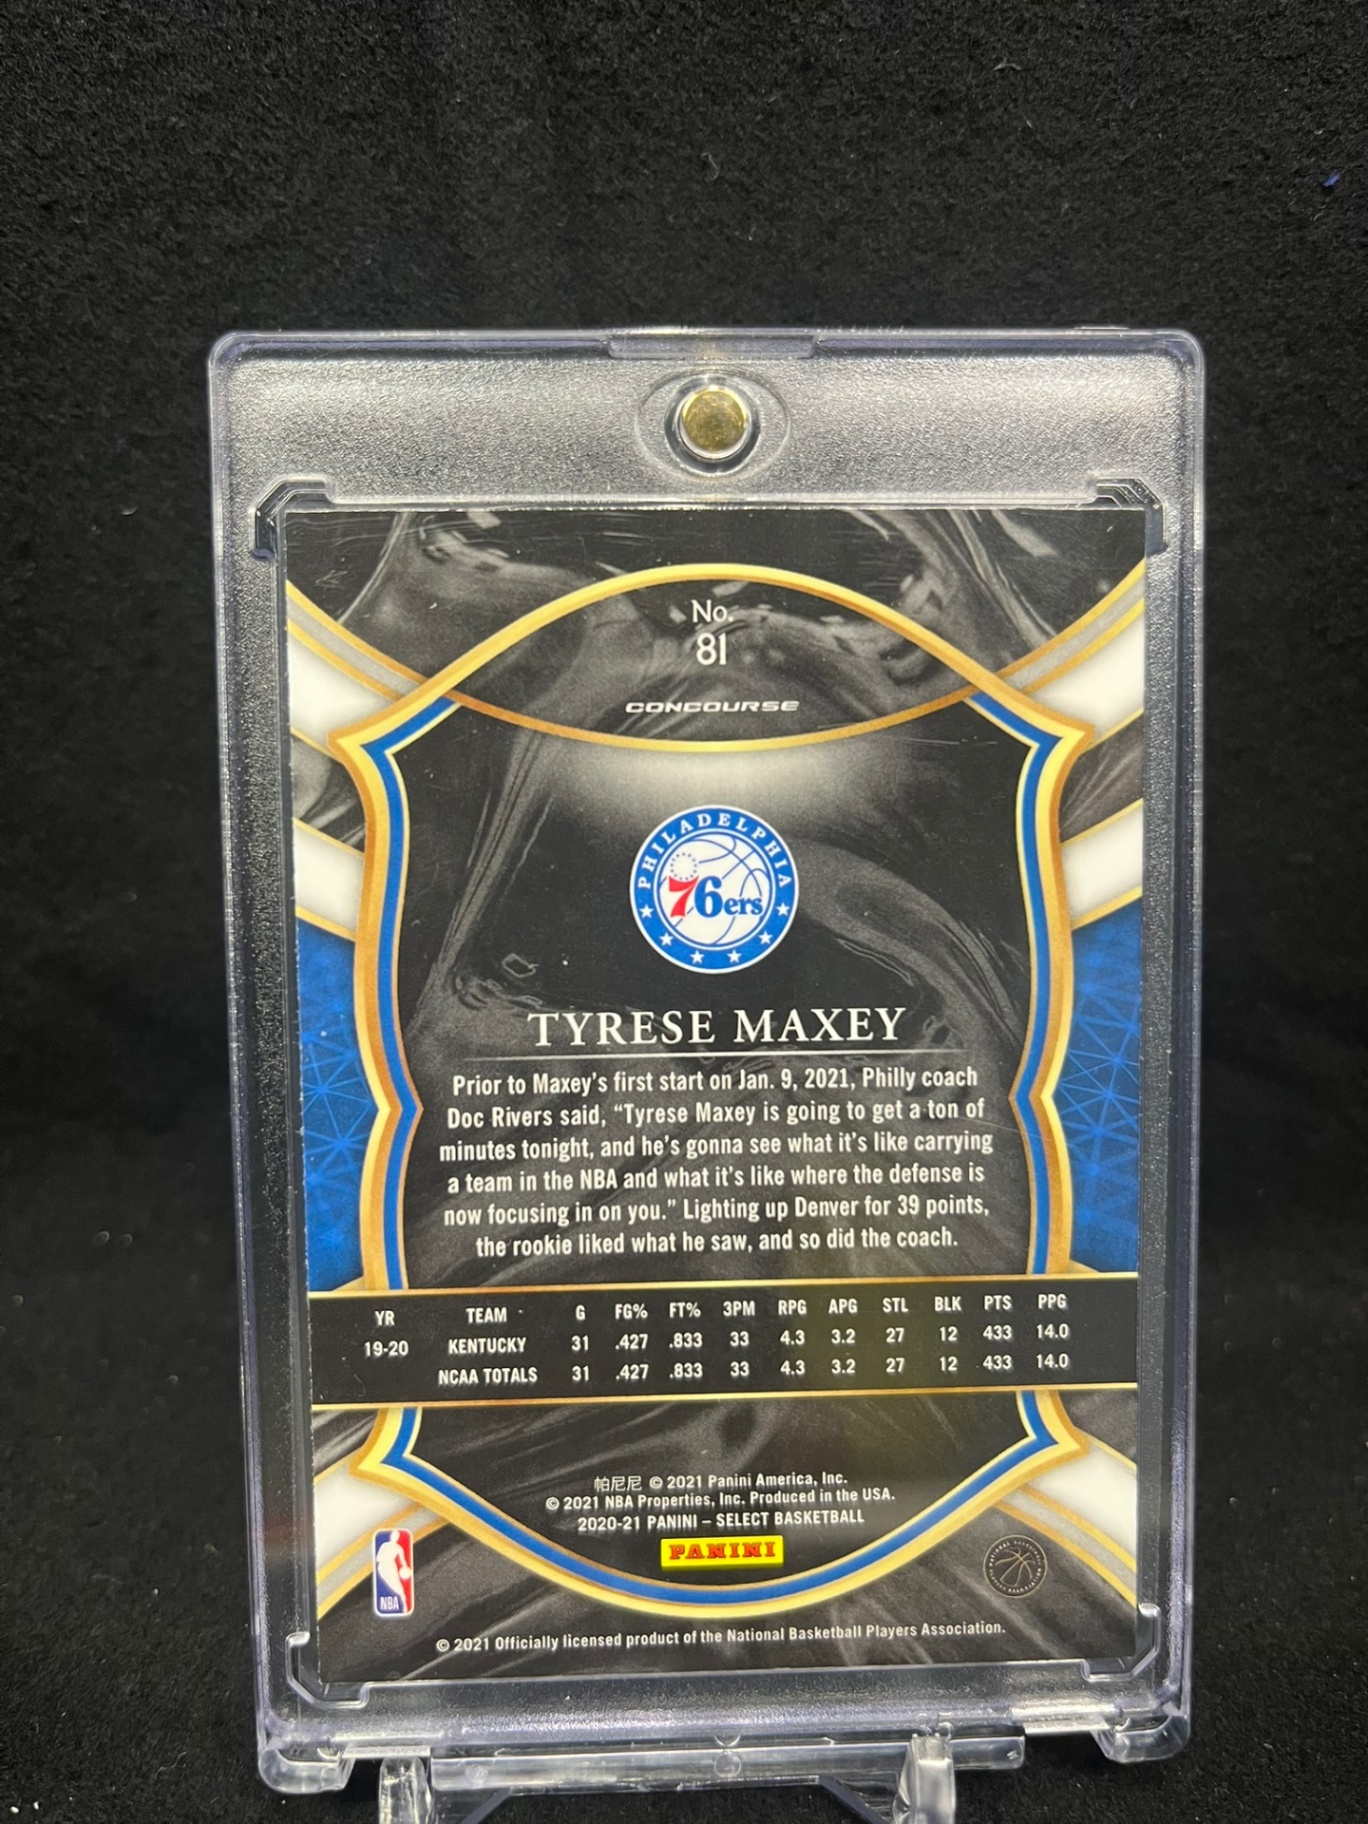 No.
81
CONCOURSE
PHILADELPHIA
76ers
TYRESE MAXEY
Prior to Maxey's first start on Jan. 9, 2021, Philly coach
Doc Rivers said, “Tyrese Maxey is going to get a ton of
minutes tonight, and he's gonna see what it's like carrying
a team in the NBA and what it's like where the defense is
now focusing in on you.” Lighting up Denver for 39 points,
the rookie liked what he saw, and so did the coach.
YR TEAM G FG% FT% 3PM RPG APG STL BLK PTS PPG
19-20 KENTUCKY 31 .427 .833 33 4.3 3.2 27 12 433 14.0
NCAA TOTALS 31 .427 .833 33 4.3 3.2 27 12 433 14.0
帕尼尼 © 2021 Panini America, Inc.
© 2021 NBA Properties, Inc. Produced in the USA.
2020-21 PANINI – SELECT BASKETBALL
PANINI
NBA
© 2021 Officially licensed product of the National Basketball Players Association.